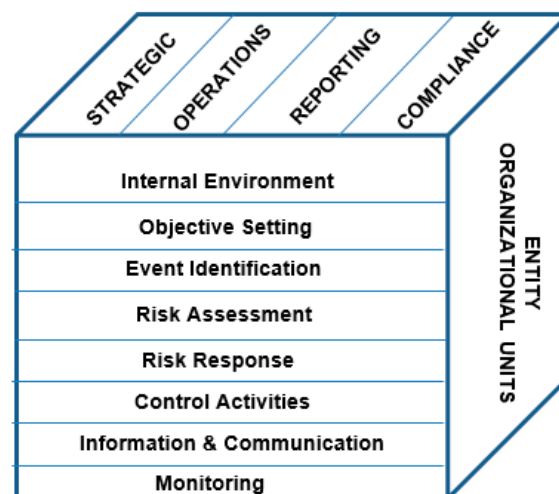 STRATEGIC
OPERATIONS
REPORTING
COMPLIANCE
Internal Environment
Objective Setting
Event Identification
Risk Assessment
Risk Response
Control Activities
Information & Communication
Monitoring
ENTITY
ORGANIZATIONAL UNITS